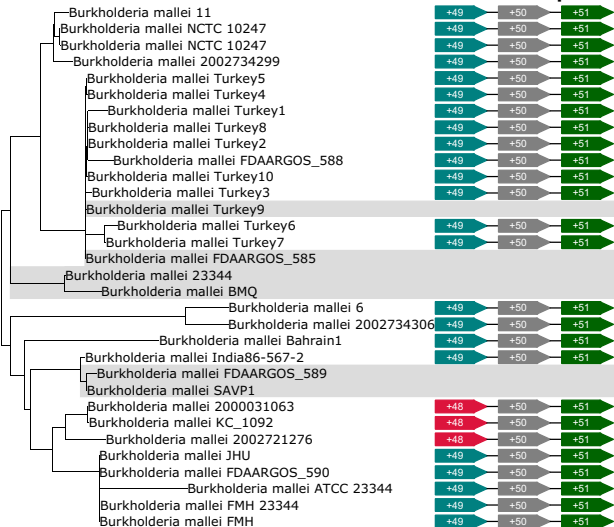 Burkholderia mallei 11 +49 +50 +51
Burkholderia mallei NCTC 10247 +49 +50 +51
Burkholderia mallei NCTC 10247 +49 +50 +51
Burkholderia mallei 2002734299 +49 +50 +51
Burkholderia mallei Turkey5 +49 +50 +51
Burkholderia mallei Turkey4 +49 +50 +51
Burkholderia mallei Turkey1 +49 +50 +51
Burkholderia mallei Turkey8 +49 +50 +51
Burkholderia mallei Turkey2 +49 +50 +51
Burkholderia mallei FDAARGOS_588 +49 +50 +51
Burkholderia mallei Turkey10 +49 +50 +51
Burkholderia mallei Turkey3 +49 +50 +51
Burkholderia mallei Turkey9
Burkholderia mallei Turkey6 +49 +50 +51
Burkholderia mallei Turkey7 +49 +50 +51
Burkholderia mallei FDAARGOS_585
Burkholderia mallei 23344
Burkholderia mallei BMQ
Burkholderia mallei 6 +49 +50 +51
Burkholderia mallei 2002734306 +49 +50 +51
Burkholderia mallei Bahrain1 +49 +50 +51
Burkholderia mallei India86-567-2 +49 +50 +51
Burkholderia mallei FDAARGOS_589
Burkholderia mallei SAVP1
Burkholderia mallei 2000031063 +48 +50 +51
Burkholderia mallei KC_1092 +48 +50 +51
Burkholderia mallei 2002721276 +48 +50 +51
Burkholderia mallei JHU +49 +50 +51
Burkholderia mallei FDAARGOS_590 +49 +50 +51
Burkholderia mallei ATCC 23344 +49 +50 +51
Burkholderia mallei FMH 23344 +49 +50 +51
Burkholderia mallei FMH +49 +50 +51